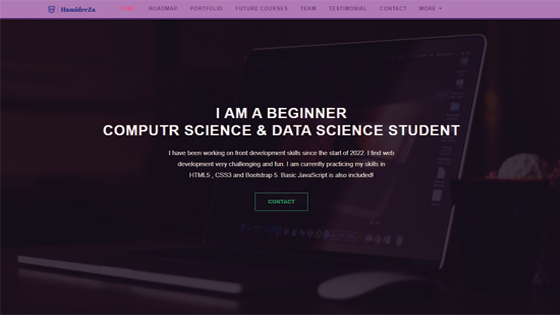 HamidrrZa HOME ROADMAP PORTFOLIO FUTURE COURSES TEAM TESTIMONIAL CONTACT MORE
I AM A BEGINNER
COMPUTR SCIENCE & DATA SCIENCE STUDENT
I have been working on front development skills since the start of 2022. I find web
development very challenging and fun. I am currently practicing my skills in
HTML5 , CSS3 and Bootstrap 5. Basic JavaScript is also included!
CONTACT